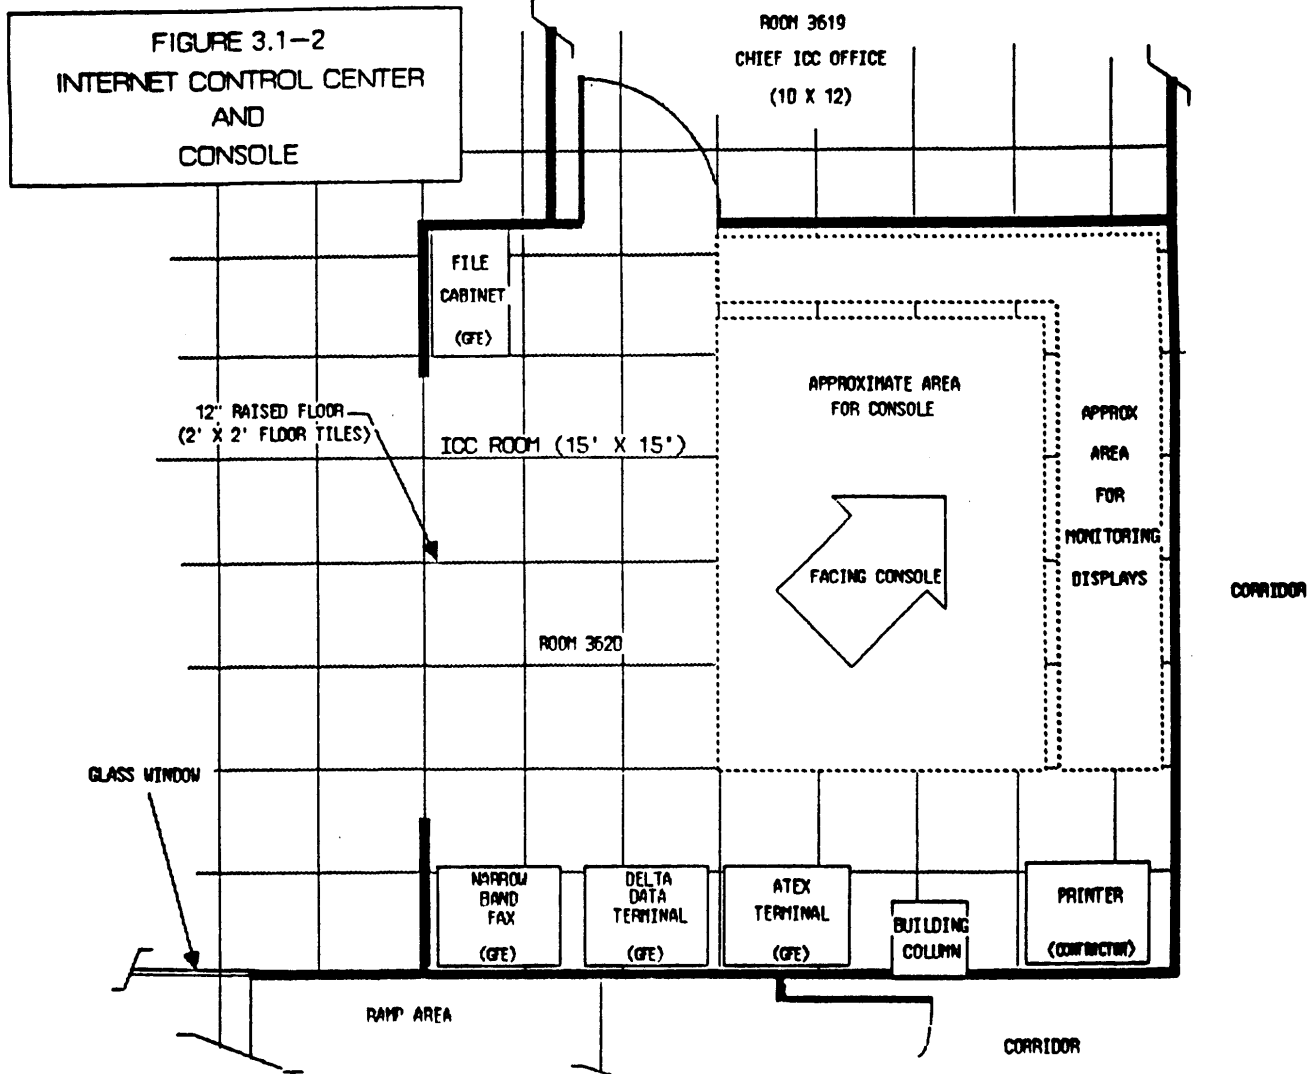 FIGURE 3.1-2
INTERNET CONTROL CENTER
AND
CONSOLE
ROOM 3619
CHIEF ICC OFFICE
(10 X 12)
FILE
CABINET
(GFE)
12" RAISED FLOOR
(2' X 2' FLOOR TILES)
ICC ROOM (15' X 15')
APPROXIMATE AREA
FOR CONSOLE
APPROX
AREA
FOR
MONITORING
DISPLAYS
FACING CONSOLE
CORRIDOR
ROOM 3620
GLASS WINDOW
NARROW
BAND
FAX
(GFE)
DELTA
DATA
TERMINAL
(GFE)
ATEX
TERMINAL
(GFE)
BUILDING
COLUMN
PRINTER
(CONTRACTOR)
RAMP AREA
CORRIDOR